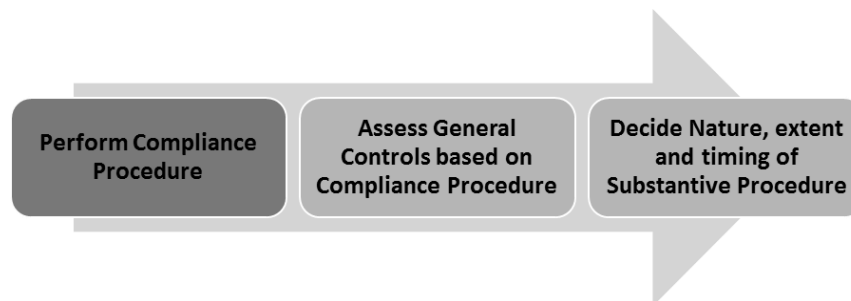 Perform Compliance
Procedure
Assess General
Controls based on
Compliance Procedure
Decide Nature, extent
and timing of
Substantive Procedure